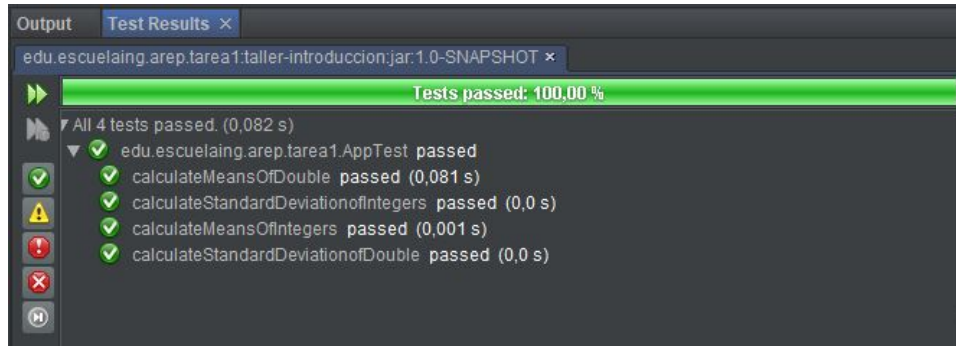 Output Test Results ×
edu.escuelaing.arep.tarea1:taller-introduccion:jar:1.0-SNAPSHOT ×
Tests passed: 100,00 %
All 4 tests passed. (0,082 s)
edu.escuelaing.arep.tarea1.AppTest passed
calculateMeansOfDouble passed (0,081 s)
calculateStandardDeviationofIntegers passed (0,0 s)
calculateMeansOfIntegers passed (0,001 s)
calculateStandardDeviationofDouble passed (0,0 s)